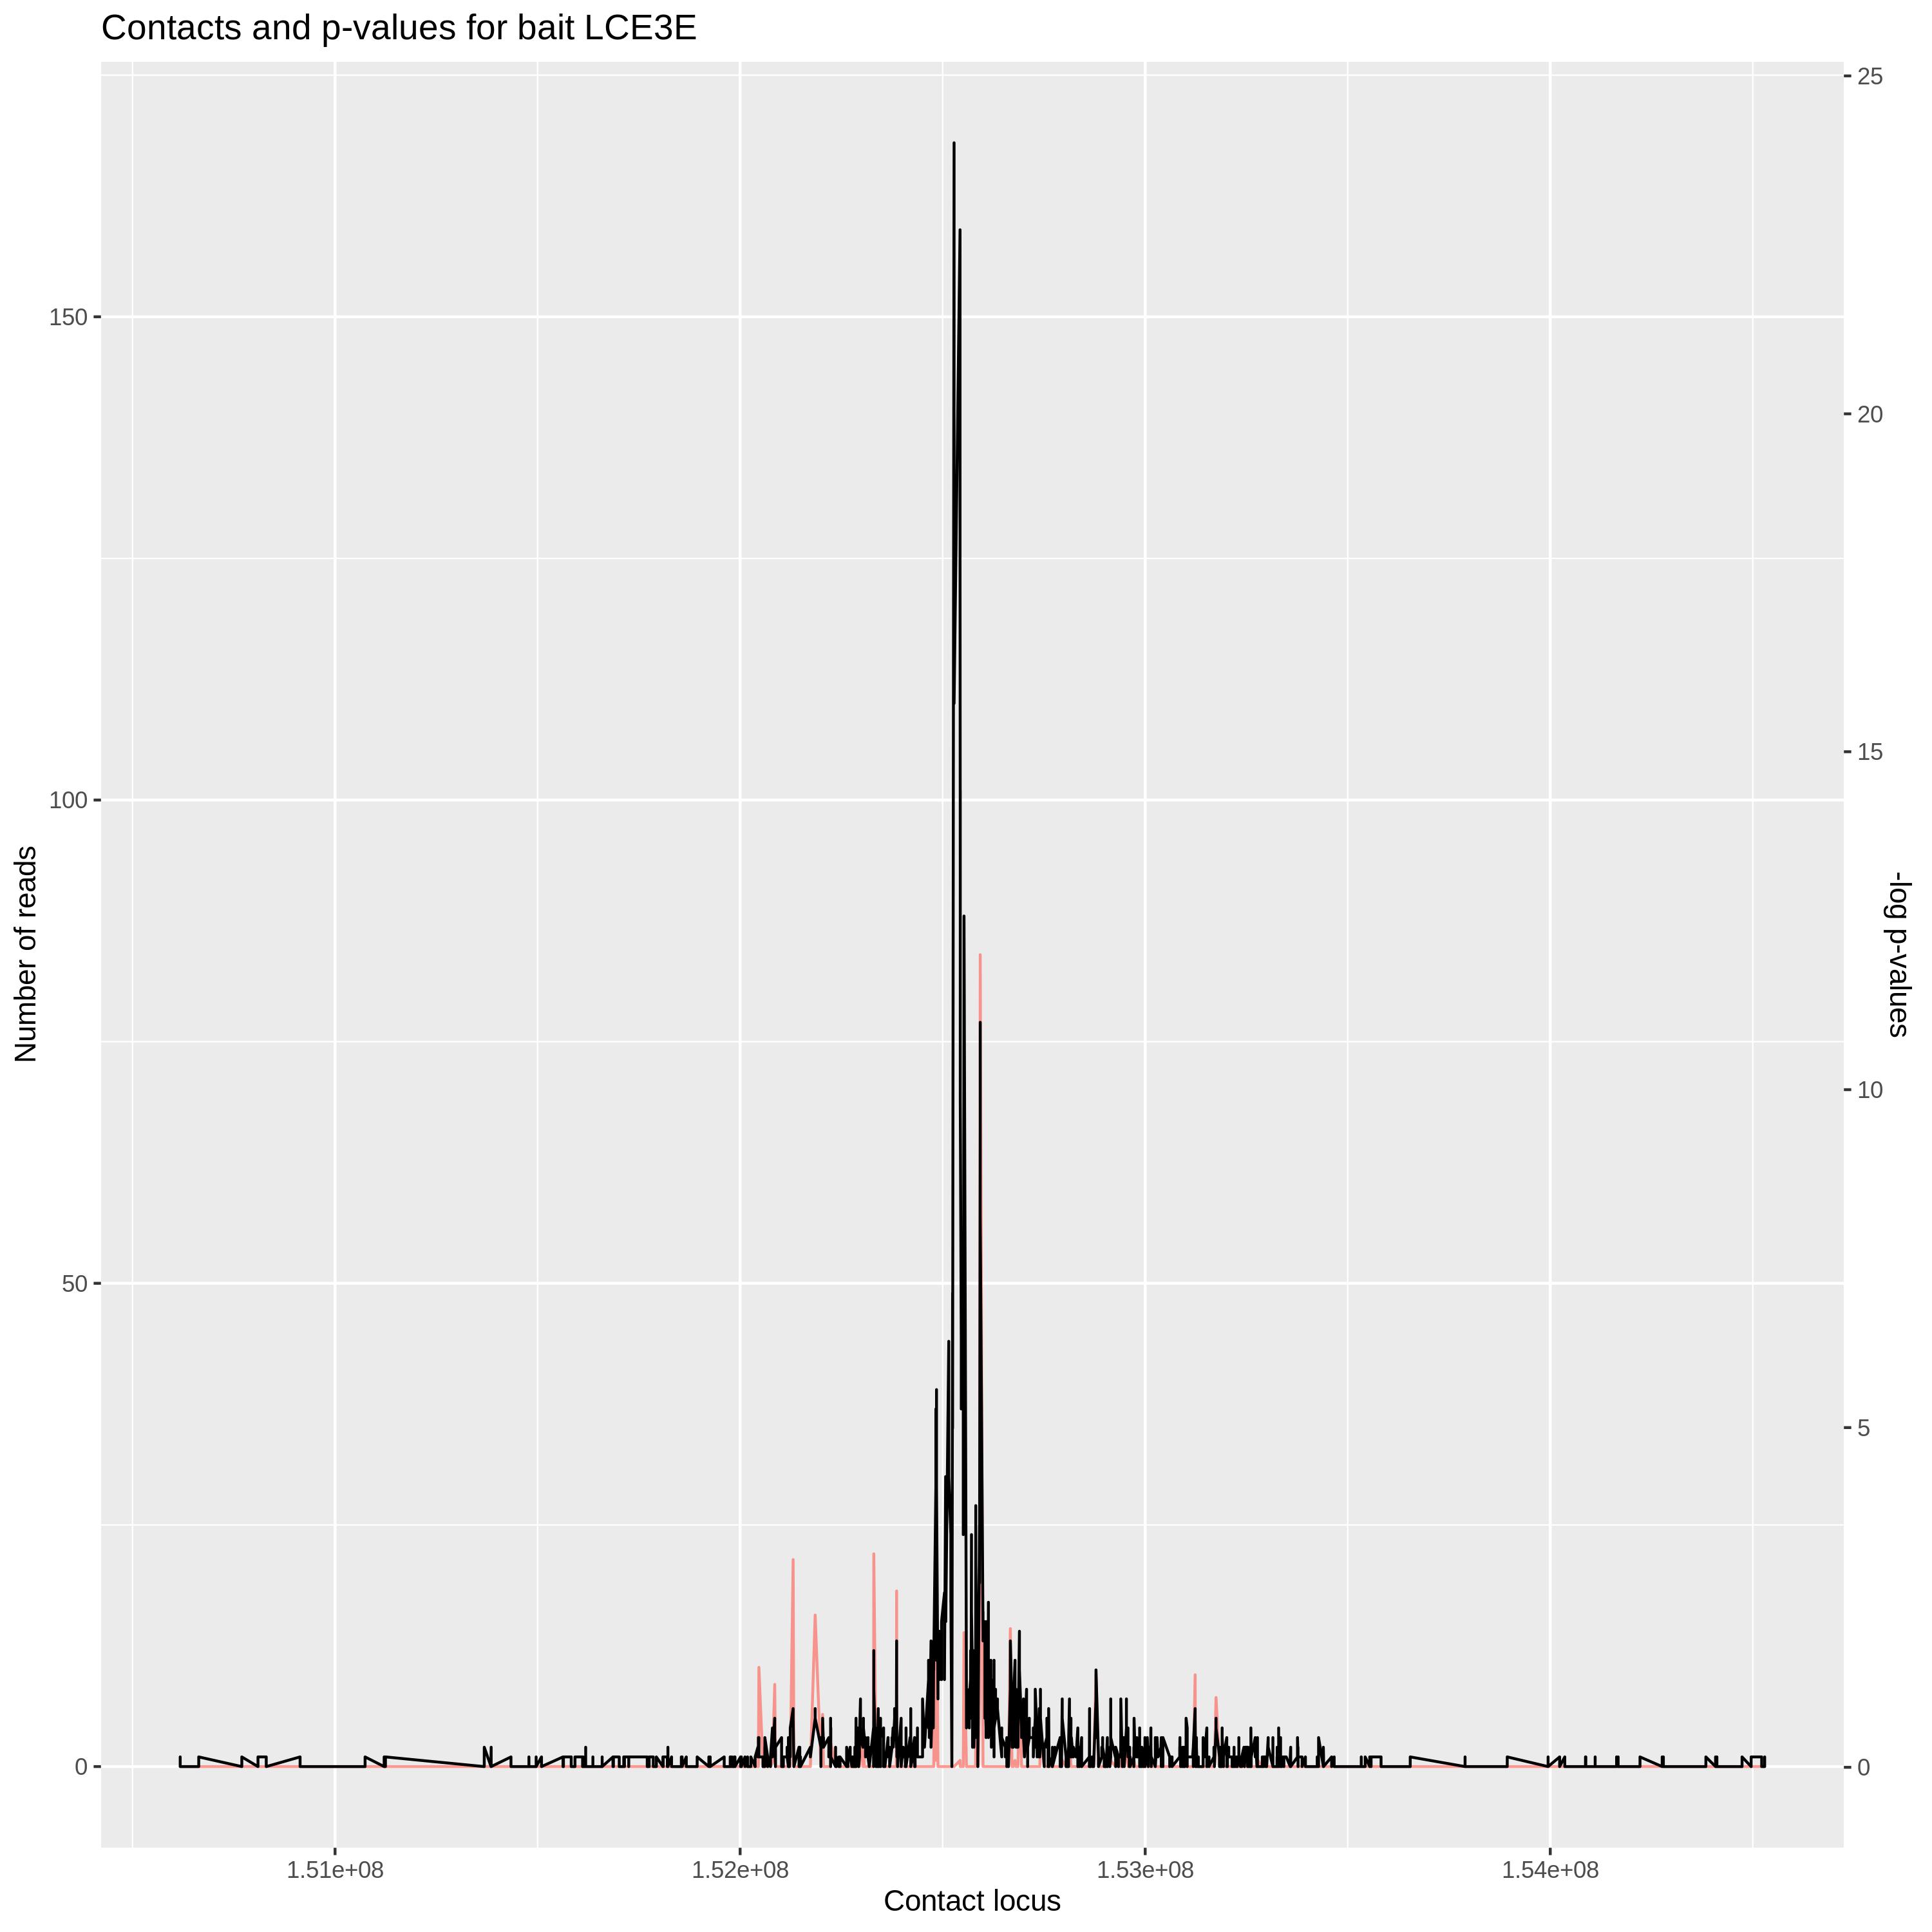 Contacts and p-values for bait LCE3E
Number of reads
150
100
50
0
25
20
15
10
5
0
-log p-values
1.51e+08 1.52e+08 1.53e+08 1.54e+08
Contact locus